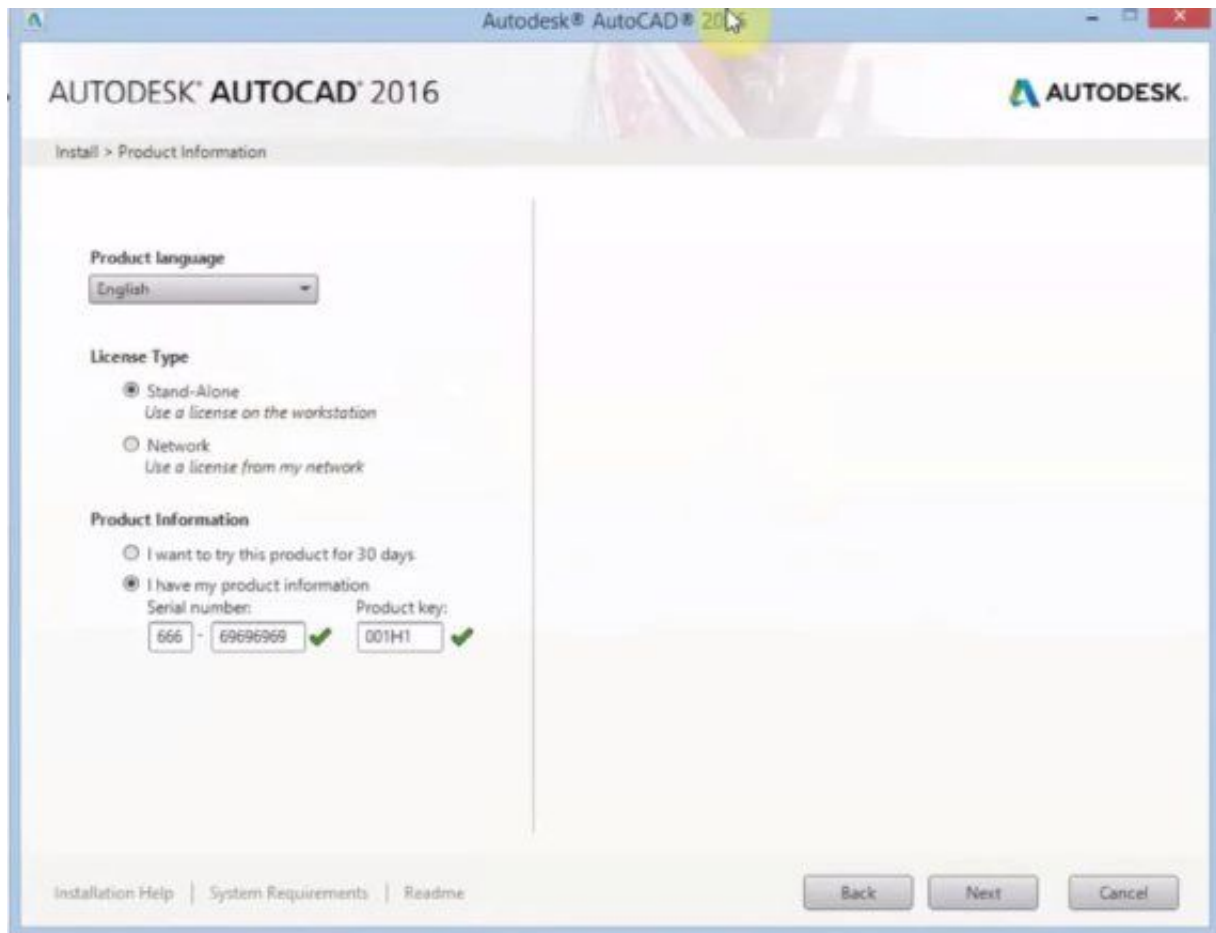 Autodesk® AutoCAD® 2016
AUTODESK® AUTOCAD® 2016
AUTODESK.
Install > Product Information
Product language
English
License Type
Stand-Alone
Use a license on the workstation
Network
Use a license from my network
Product Information
I want to try this product for 30 days
I have my product information
Serial number: Product key:
666 - 69696969 001H1
Installation Help | System Requirements | Readme
Back Next Cancel